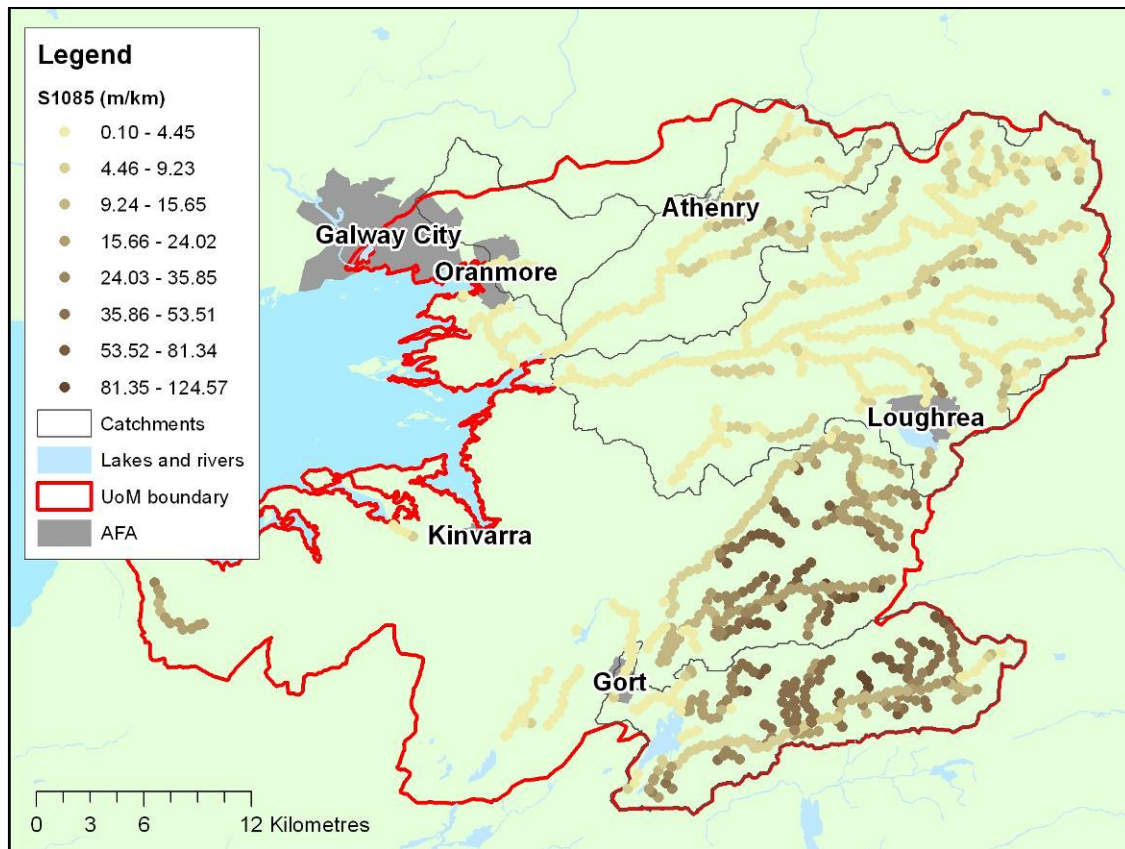 Legend
S1085 (m/km)
0.10 - 4.45
4.46 - 9.23
9.24 - 15.65
15.66 - 24.02
24.03 - 35.85
35.86 - 53.51
53.52 - 81.34
81.35 - 124.57
Catchments
Lakes and rivers
UoM boundary
AFA
Galway City
Oranmore
Athenry
Loughrea
Kinvarra
Gort
0 3 6 12 Kilometres